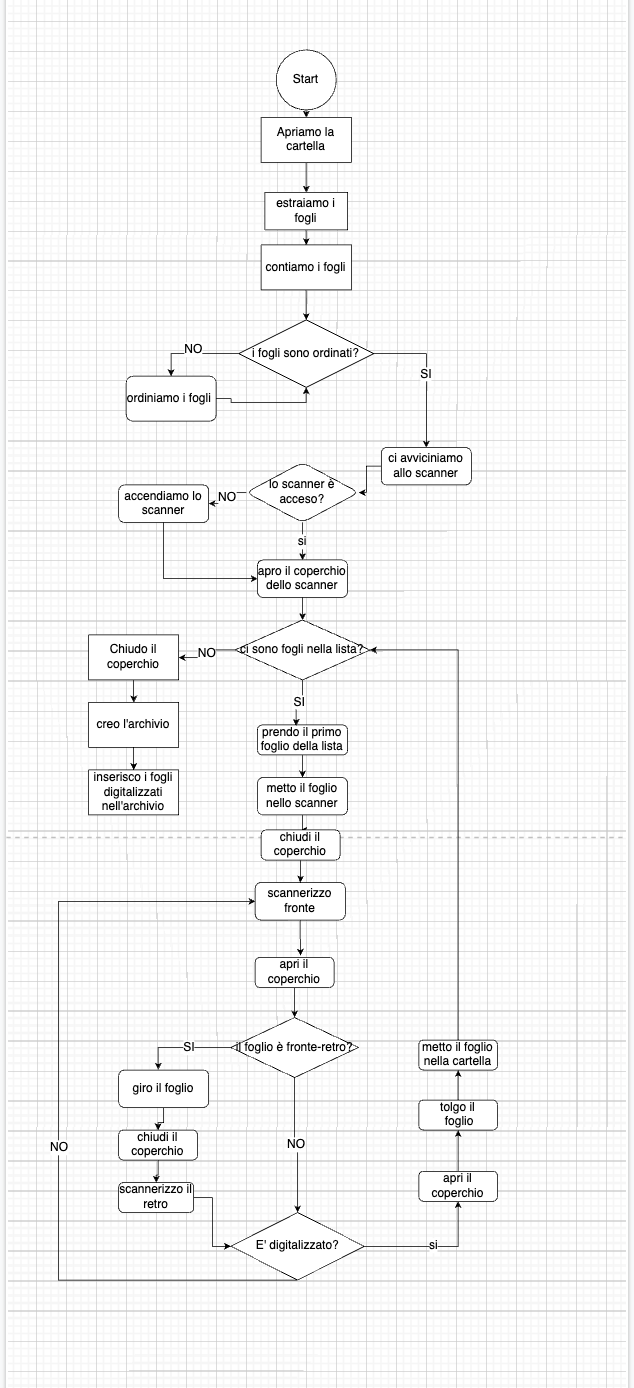 Start
Apriamo la
cartella
estraiamo i
fogli
contiamo i fogli
i fogli sono ordinati?
NO
SI
ordiniamo i fogli
ci avviciniamo
allo scanner
lo scanner è
acceso?
NO
accendiamo lo
scanner
si
apro il coperchio
dello scanner
ci sono fogli nella lista?
NO
Chiudo il
coperchio
SI
creo l'archivio
prendo il primo
foglio della lista
inserisco i fogli
digitalizzati
nell'archivio
metto il foglio
nello scanner
chiudi il
coperchio
scannerizzo
fronte
apri il
coperchio
il foglio è fronte-retro?
SI
metto il foglio
nella cartella
giro il foglio
tolgo il
foglio
chiudi il
coperchio
NO
NO
scannerizzo il
retro
apri il
coperchio
E' digitalizzato?
si